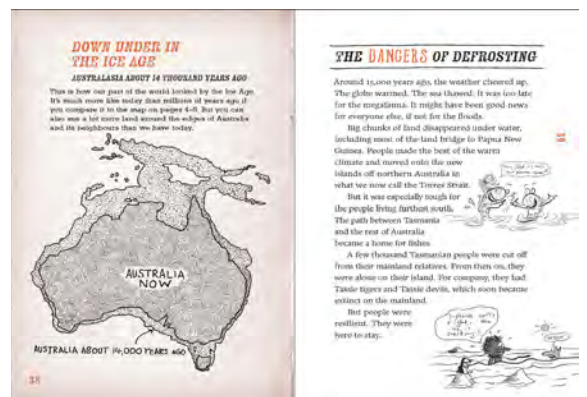 DOWN UNDER IN
THE ICE AGE
AUSTRALASIA ABOUT 14 THOUSAND YEARS AGO
This is how our part of the world looked by the Ice Age.
It's much more like today than millions of years ago if
you compare it to the map on pages 4–8. But you can
also see a lot more land around the edges of Australia
and its neighbours than we have today.
AUSTRALIA
NOW
AUSTRALIA ABOUT 14,000 YEARS AGO
38
THE DANGERS OF DEFROSTING
Around 15,000 years ago, the weather cheered up.
The globe warmed. The sea thawed. It was too late
for the megafauna. It might have been good news
for everyone else, if not for the floods.
Big chunks of land disappeared under water,
including most of the land bridge to Papua New
Guinea. People made the best of the warm
climate and moved onto the new
islands off northern Australia in
what we now call the Torres Strait.
But it was especially tough for
the people living furthest south.
The path between Tasmania
and the rest of Australia
became a home for fishes.
A few thousand Tasmanian people were cut off
from their mainland relatives. From then on, they
were alone on their island. For company, they had
Tassie tigers and Tassie devils, which soon became
extinct on the mainland.
But people were
resilient. They were
here to stay.